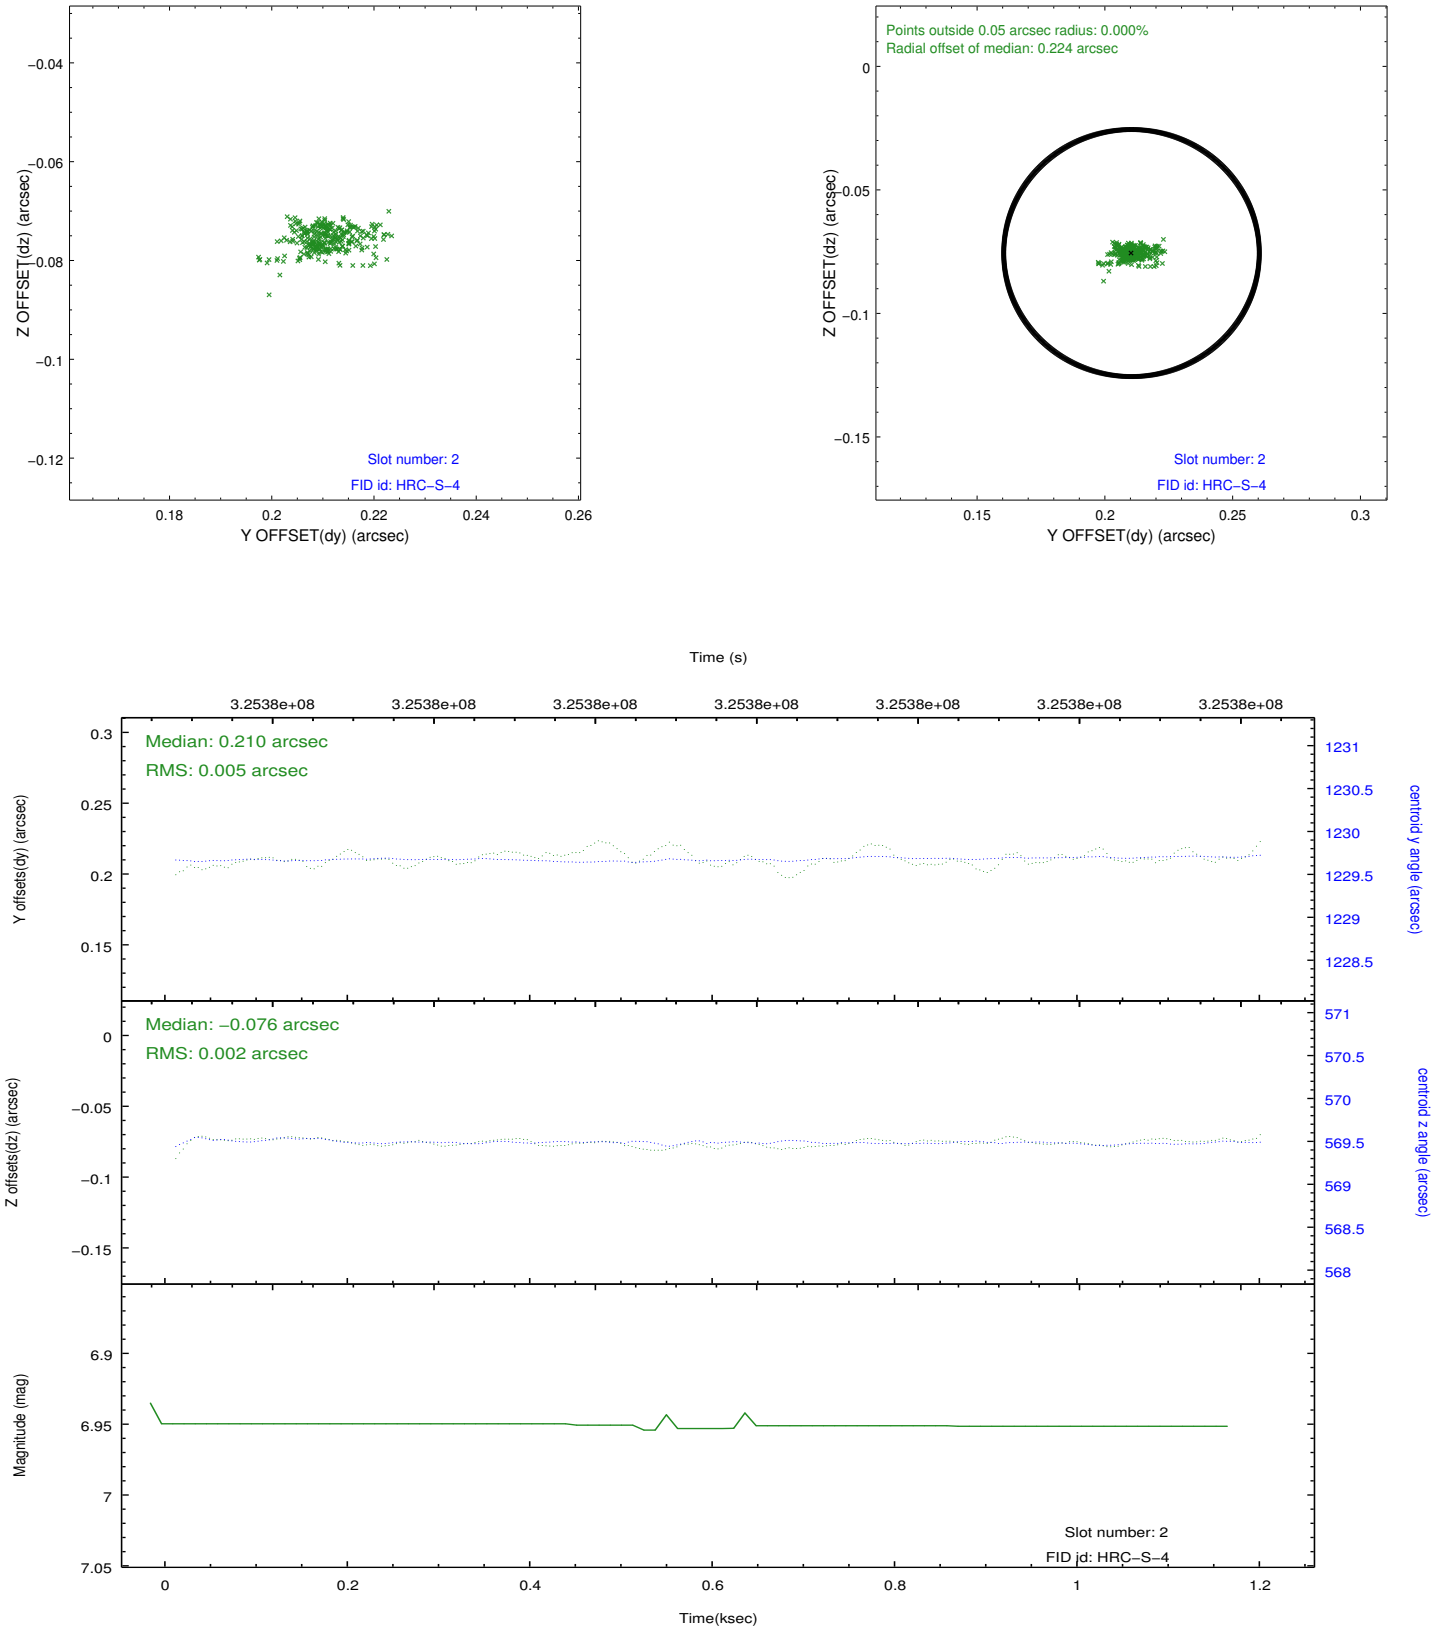 −0.04
−0.06
−0.08
−0.1
−0.12
Z OFFSET(dz) (arcsec)
Slot number: 2
FID id: HRC−S−4
0.18
0.2
0.22
0.24
0.26
Y OFFSET(dy) (arcsec)
Points outside 0.05 arcsec radius: 0.000%
Radial offset of median: 0.224 arcsec
0
−0.05
−0.1
−0.15
Z OFFSET(dz) (arcsec)
Slot number: 2
FID id: HRC−S−4
0.15
0.2
0.25
0.3
Y OFFSET(dy) (arcsec)
Time (s)
3.2538e+08
3.2538e+08
3.2538e+08
3.2538e+08
3.2538e+08
3.2538e+08
3.2538e+08
Median: 0.210 arcsec
RMS: 0.005 arcsec
0.3
0.25
0.2
0.15
Y offsets(dy) (arcsec)
1231
1230.5
1230
1229.5
1229
1228.5
centroid y angle (arcsec)
Median: −0.076 arcsec
RMS: 0.002 arcsec
0
−0.05
−0.1
−0.15
Z offsets(dz) (arcsec)
571
570.5
570
569.5
569
568.5
568
centroid z angle (arcsec)
6.9
6.95
7
7.05
Magnitude (mag)
Slot number: 2
FID id: HRC−S−4
0
0.2
0.4
0.6
0.8
1
1.2
Time(ksec)